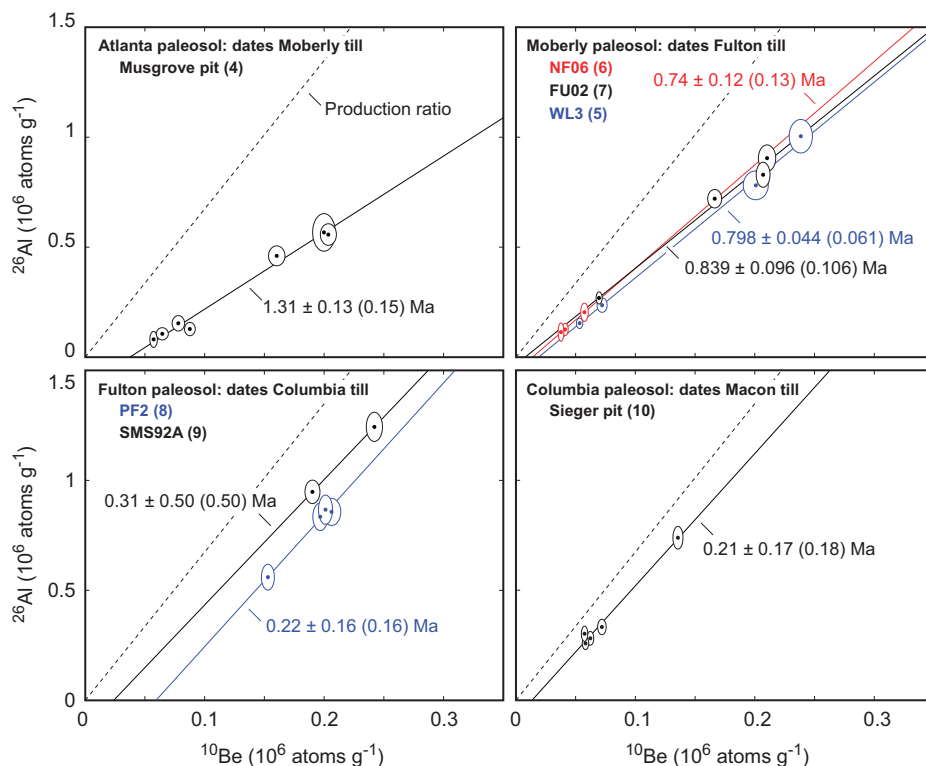 1.5
Atlanta paleosol: dates Moberly till
Musgrove pit (4)
Production ratio
1
0.5
0
1.31 ± 0.13 (0.15) Ma
²⁶Al (10⁶ atoms g⁻¹)
Moberly paleosol: dates Fulton till
NF06 (6)
FU02 (7)
WL3 (5)
0.74 ± 0.12 (0.13) Ma
0.798 ± 0.044 (0.061) Ma
0.839 ± 0.096 (0.106) Ma
1.5
Fulton paleosol: dates Columbia till
PF2 (8)
SMS92A (9)
1
0.31 ± 0.50 (0.50) Ma
0.5
0.22 ± 0.16 (0.16) Ma
0
²⁶Al (10⁶ atoms g⁻¹)
0 0.1 0.2 0.3
¹⁰Be (10⁶ atoms g⁻¹)
Columbia paleosol: dates Macon till
Sieger pit (10)
0.21 ± 0.17 (0.18) Ma
0 0.1 0.2 0.3
¹⁰Be (10⁶ atoms g⁻¹)